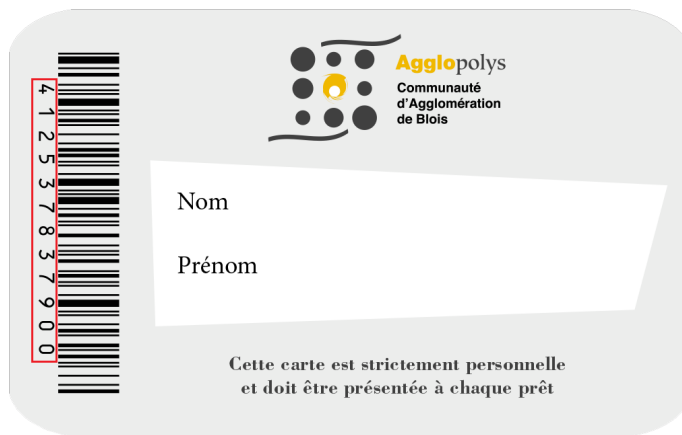 Agglopolys
Communauté
d'Agglomération
de Blois
412537837900
Nom
Prénom
Cette carte est strictement personnelle
et doit être présentée à chaque prêt